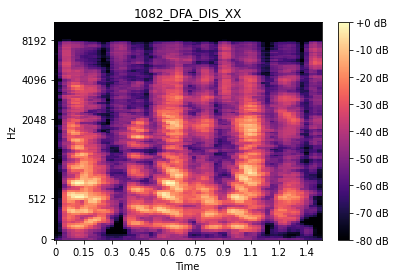 1082_DFA_DIS_XX
+0 dB
8192
-10 dB
4096
-20 dB
-30 dB
2048
Hz
-40 dB
1024
-50 dB
-60 dB
512
-70 dB
0
-80 dB
0 0.15 0.3 0.45 0.6 0.75 0.9 1.1 1.2 1.4
Time